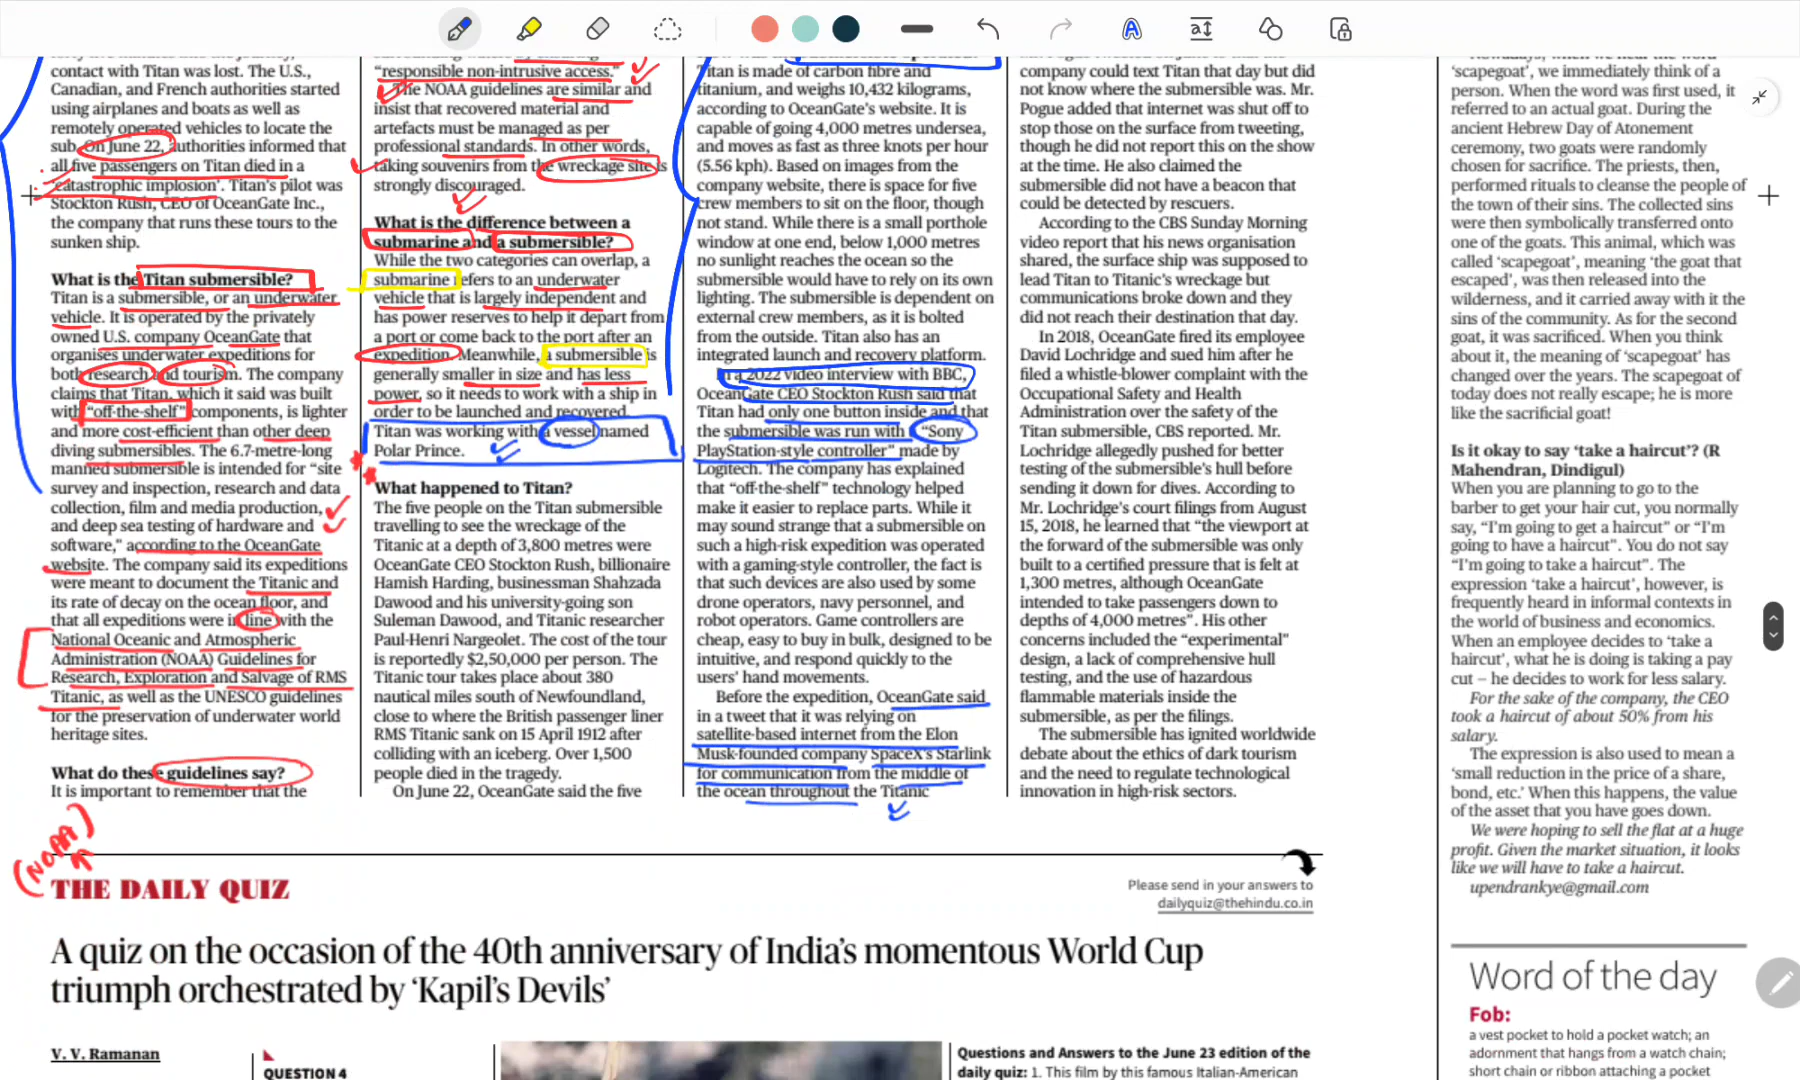 contact with Titan was lost. The U.S.,
Canadian, and French authorities started
using airplanes and boats as well as
remotely operated vehicles to locate the
sub. On June 22, authorities informed that
all five passengers on Titan died in a
‘catastrophic implosion’. Titan’s pilot was
Stockton Rush, CEO of OceanGate Inc.,
the company that runs these tours to the
sunken ship.
What is the Titan submersible?
Titan is a submersible, or an underwater
vehicle. It is operated by the privately
owned U.S. company OceanGate that
organises underwater expeditions for
both research and tourism. The company
claims that Titan, which it said was built
with “off-the-shelf” components, is lighter
and more cost-efficient than other deep
diving submersibles. The 6.7-metre-long
manned submersible is intended for “site
survey and inspection, research and data
collection, film and media production,
and deep sea testing of hardware and
software,” according to the OceanGate
website. The company said its expeditions
were meant to document the Titanic and
its rate of decay on the ocean floor, and
that all expeditions were in line with the
National Oceanic and Atmospheric
Administration (NOAA) Guidelines for
Research, Exploration and Salvage of RMS
Titanic, as well as the UNESCO guidelines
for the preservation of underwater world
heritage sites.
What do these guidelines say?
It is important to remember that the
(NOAA)
“responsible non-intrusive access.”
The NOAA guidelines are similar and
insist that recovered material and
artefacts must be managed as per
professional standards. In other words,
taking souvenirs from the wreckage site is
strongly discouraged.
What is the difference between a
submarine and a submersible?
While the two categories can overlap, a
submarine refers to an underwater
vehicle that is largely independent and
has power reserves to help it depart from
a port or come back to the port after an
expedition. Meanwhile, a submersible is
generally smaller in size and has less
power, so it needs to work with a ship in
order to be launched and recovered.
Titan was working with a vessel named
Polar Prince.
What happened to Titan?
The five people on the Titan submersible
travelling to see the wreckage of the
Titanic at a depth of 3,800 metres were
OceanGate CEO Stockton Rush, billionaire
Hamish Harding, businessman Shahzada
Dawood and his university-going son
Suleman Dawood, and Titanic researcher
Paul-Henri Nargeolet. The cost of the tour
is reportedly $2,50,000 per person. The
Titanic tour takes place about 380
nautical miles south of Newfoundland,
close to where the British passenger liner
RMS Titanic sank on 15 April 1912 after
colliding with an iceberg. Over 1,500
people died in the tragedy.
On June 22, OceanGate said the five
Titan is made of carbon fibre and
titanium, and weighs 10,432 kilograms,
according to OceanGate’s website. It is
capable of going 4,000 metres undersea,
and moves as fast as three knots per hour
(5.56 kph). Based on images from the
company website, there is space for five
crew members to sit on the floor, though
not stand. While there is a small porthole
window at one end, below 1,000 metres
no sunlight reaches the ocean so the
submersible would have to rely on its own
lighting. The submersible is dependent on
external crew members, as it is bolted
from the outside. Titan also has an
integrated launch and recovery platform.
In a 2022 video interview with BBC,
OceanGate CEO Stockton Rush said that
Titan had only one button inside and that
the submersible was run with “Sony
PlayStation-style controller” made by
Logitech. The company has explained
that “off-the-shelf” technology helped
make it easier to replace parts. While it
may sound strange that a submersible on
such a high-risk expedition was operated
with a gaming-style controller, the fact is
that such devices are also used by some
drone operators, navy personnel, and
robot operators. Game controllers are
cheap, easy to buy in bulk, designed to be
intuitive, and respond quickly to the
users’ hand movements.
Before the expedition, OceanGate said
in a tweet that it was relying on
satellite-based internet from the Elon
Musk-founded company SpaceX’s Starlink
for communication from the middle of
the ocean throughout the Titanic
company could text Titan that day but did
not know where the submersible was. Mr.
Pogue added that internet was shut off to
stop those on the surface from tweeting,
though he did not report this on the show
at the time. He also claimed the
submersible did not have a beacon that
could be detected by rescuers.
According to the CBS Sunday Morning
video report that his news organisation
shared, the surface ship was supposed to
lead Titan to Titanic’s wreckage but
communications broke down and they
did not reach their destination that day.
In 2018, OceanGate fired its employee
David Lochridge and sued him after he
filed a whistle-blower complaint with the
Occupational Safety and Health
Administration over the safety of the
Titan submersible, CBS reported. Mr.
Lochridge allegedly pushed for better
testing of the submersible’s hull before
sending it down for dives. According to
Mr. Lochridge’s court filings from August
15, 2018, he learned that “the viewport at
the forward of the submersible was only
built to a certified pressure that is felt at
1,300 metres, although OceanGate
intended to take passengers down to
depths of 4,000 metres”. His other
concerns included the “experimental”
design, a lack of comprehensive hull
testing, and the use of hazardous
flammable materials inside the
submersible, as per the filings.
The submersible has ignited worldwide
debate about the ethics of dark tourism
and the need to regulate technological
innovation in high-risk sectors.
‘scapegoat’, we immediately think of a
person. When the word was first used, it
referred to an actual goat. During the
ancient Hebrew Day of Atonement
ceremony, two goats were randomly
chosen for sacrifice. The priests, then,
performed rituals to cleanse the people of
the town of their sins. The collected sins
were then symbolically transferred onto
one of the goats. This animal, which was
called ‘scapegoat’, meaning ‘the goat that
escaped’, was then released into the
wilderness, and it carried away with it the
sins of the community. As for the second
goat, it was sacrificed. When you think
about it, the meaning of ‘scapegoat’ has
changed over the years. The scapegoat of
today does not really escape; he is more
like the sacrificial goat!
Is it okay to say ‘take a haircut’? (R
Mahendran, Dindigul)
When you are planning to go to the
barber to get your hair cut, you normally
say, “I’m going to get a haircut” or “I’m
going to have a haircut”. You do not say
“I’m going to take a haircut”. The
expression ‘take a haircut’, however, is
frequently heard in informal contexts in
the world of business and economics.
When an employee decides to ‘take a
haircut’, what he is doing is taking a pay
cut – he decides to work for less salary.
For the sake of the company, the CEO
took a haircut of about 50% from his
salary.
The expression is also used to mean a
‘small reduction in the price of a share,
bond, etc.’ When this happens, the value
of the asset that you have goes down.
We were hoping to sell the flat at a huge
profit. Given the market situation, it looks
like we will have to take a haircut.
upendrankye@gmail.com
THE DAILY QUIZ
Please send in your answers to
dailyquiz@thehindu.co.in
A quiz on the occasion of the 40th anniversary of India’s momentous World Cup
triumph orchestrated by ‘Kapil’s Devils’
V. V. Ramanan
QUESTION 4
Questions and Answers to the June 23 edition of the
daily quiz: 1. This film by this famous Italian-American
Word of the day
Fob:
a vest pocket to hold a pocket watch; an
adornment that hangs from a watch chain;
short chain or ribbon attaching a pocket